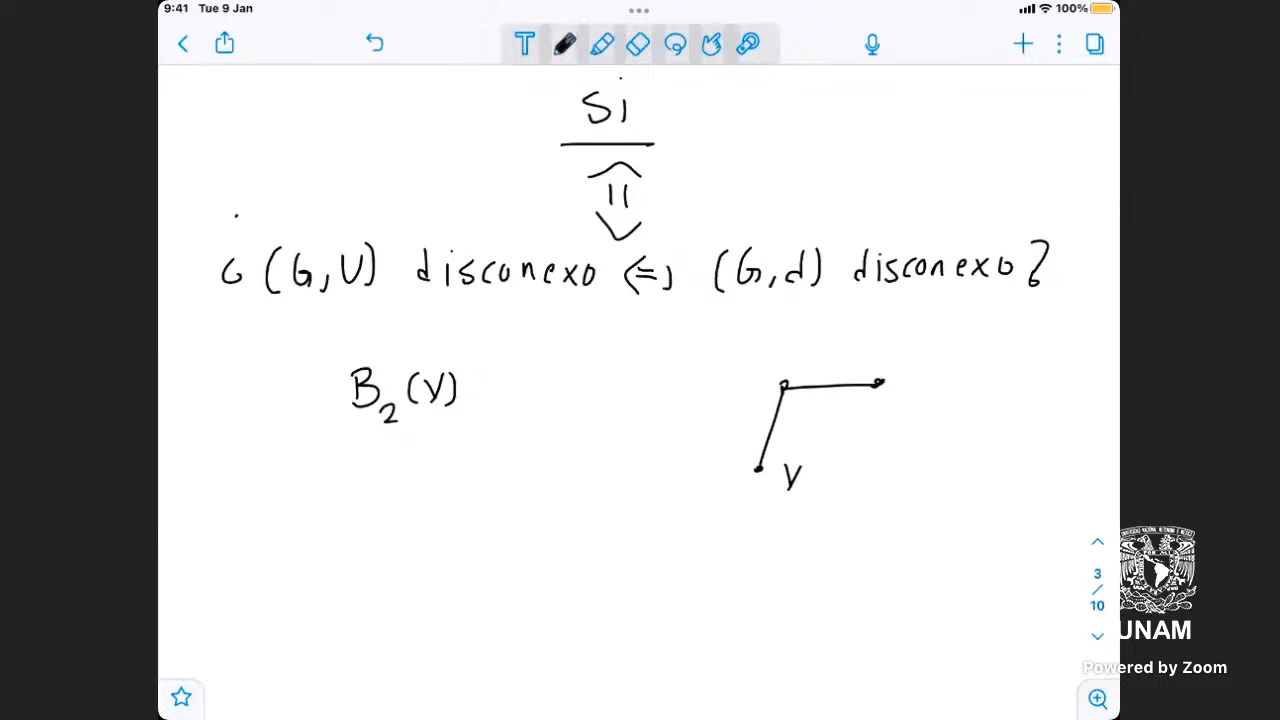 9:41 Tue 9 Jan
100%
T
Si
¿(G,V) disconexo <=> (G,d) disconexo?
B₂(v)
v
3
/
10
UNAM
Powered by Zoom